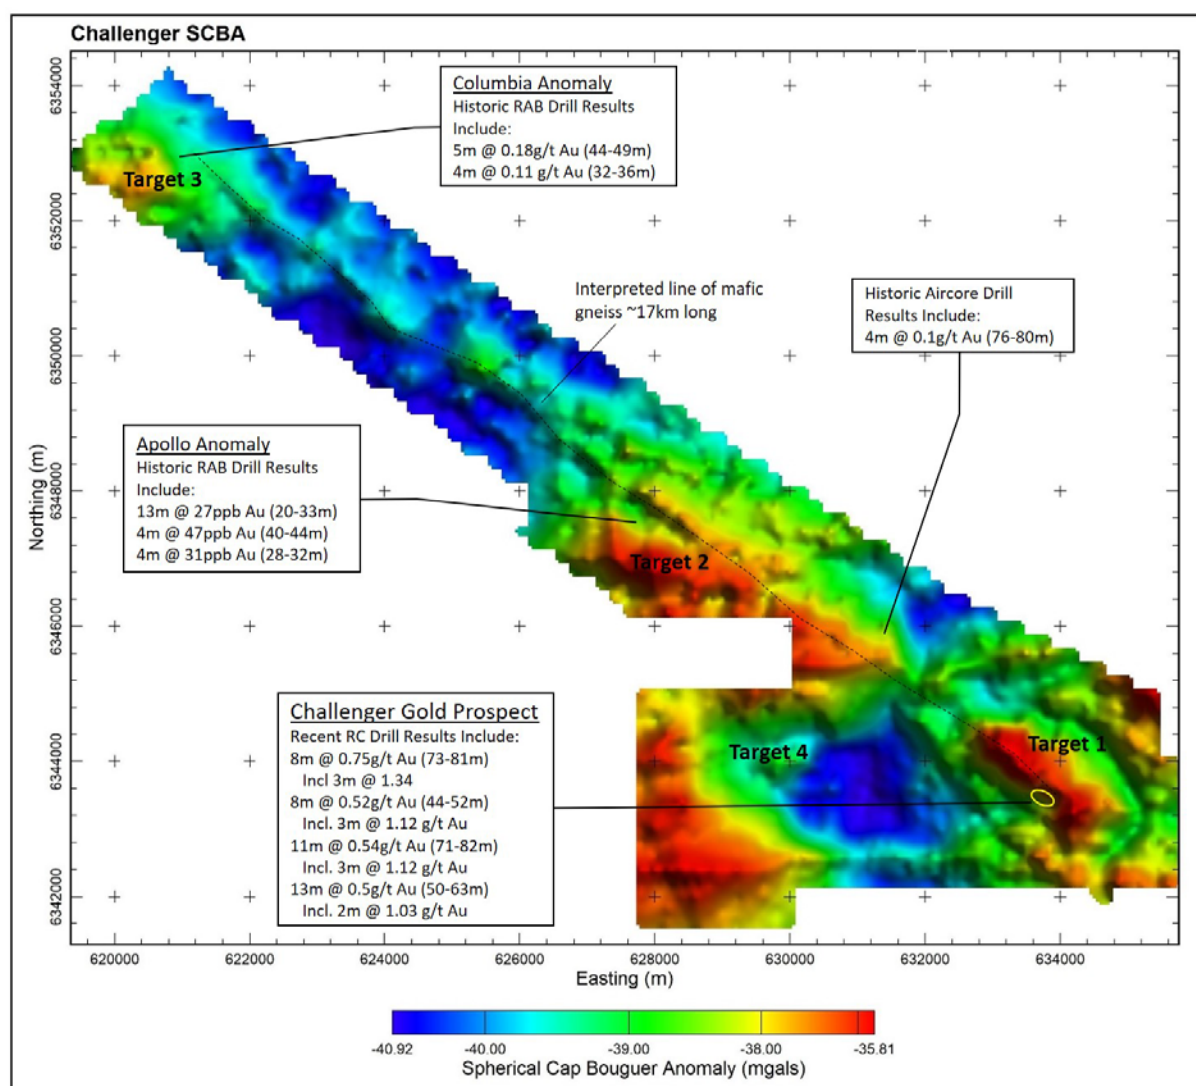 Challenger SCBA
Columbia Anomaly
Historic RAB Drill Results
Include:
5m @ 0.18g/t Au (44-49m)
4m @ 0.11 g/t Au (32-36m)
Target 3
Interpreted line of mafic
gneiss ~17km long
Historic Aircore Drill
Results Include:
4m @ 0.1g/t Au (76-80m)
Apollo Anomaly
Historic RAB Drill Results
Include:
13m @ 27ppb Au (20-33m)
4m @ 47ppb Au (40-44m)
4m @ 31ppb Au (28-32m)
Target 2
Challenger Gold Prospect
Recent RC Drill Results Include:
8m @ 0.75g/t Au (73-81m)
Incl 3m @ 1.34
8m @ 0.52g/t Au (44-52m)
Incl. 3m @ 1.12 g/t Au
11m @ 0.54g/t Au (71-82m)
Incl. 3m @ 1.12 g/t Au
13m @ 0.5g/t Au (50-63m)
Incl. 2m @ 1.03 g/t Au
Target 4
Target 1
6354000
6352000
6350000
6348000
6346000
6344000
6342000
Northing (m)
620000 622000 624000 626000 628000 630000 632000 634000
Easting (m)
-40.92 -40.00 -39.00 -38.00 -35.81
Spherical Cap Bouguer Anomaly (mgals)